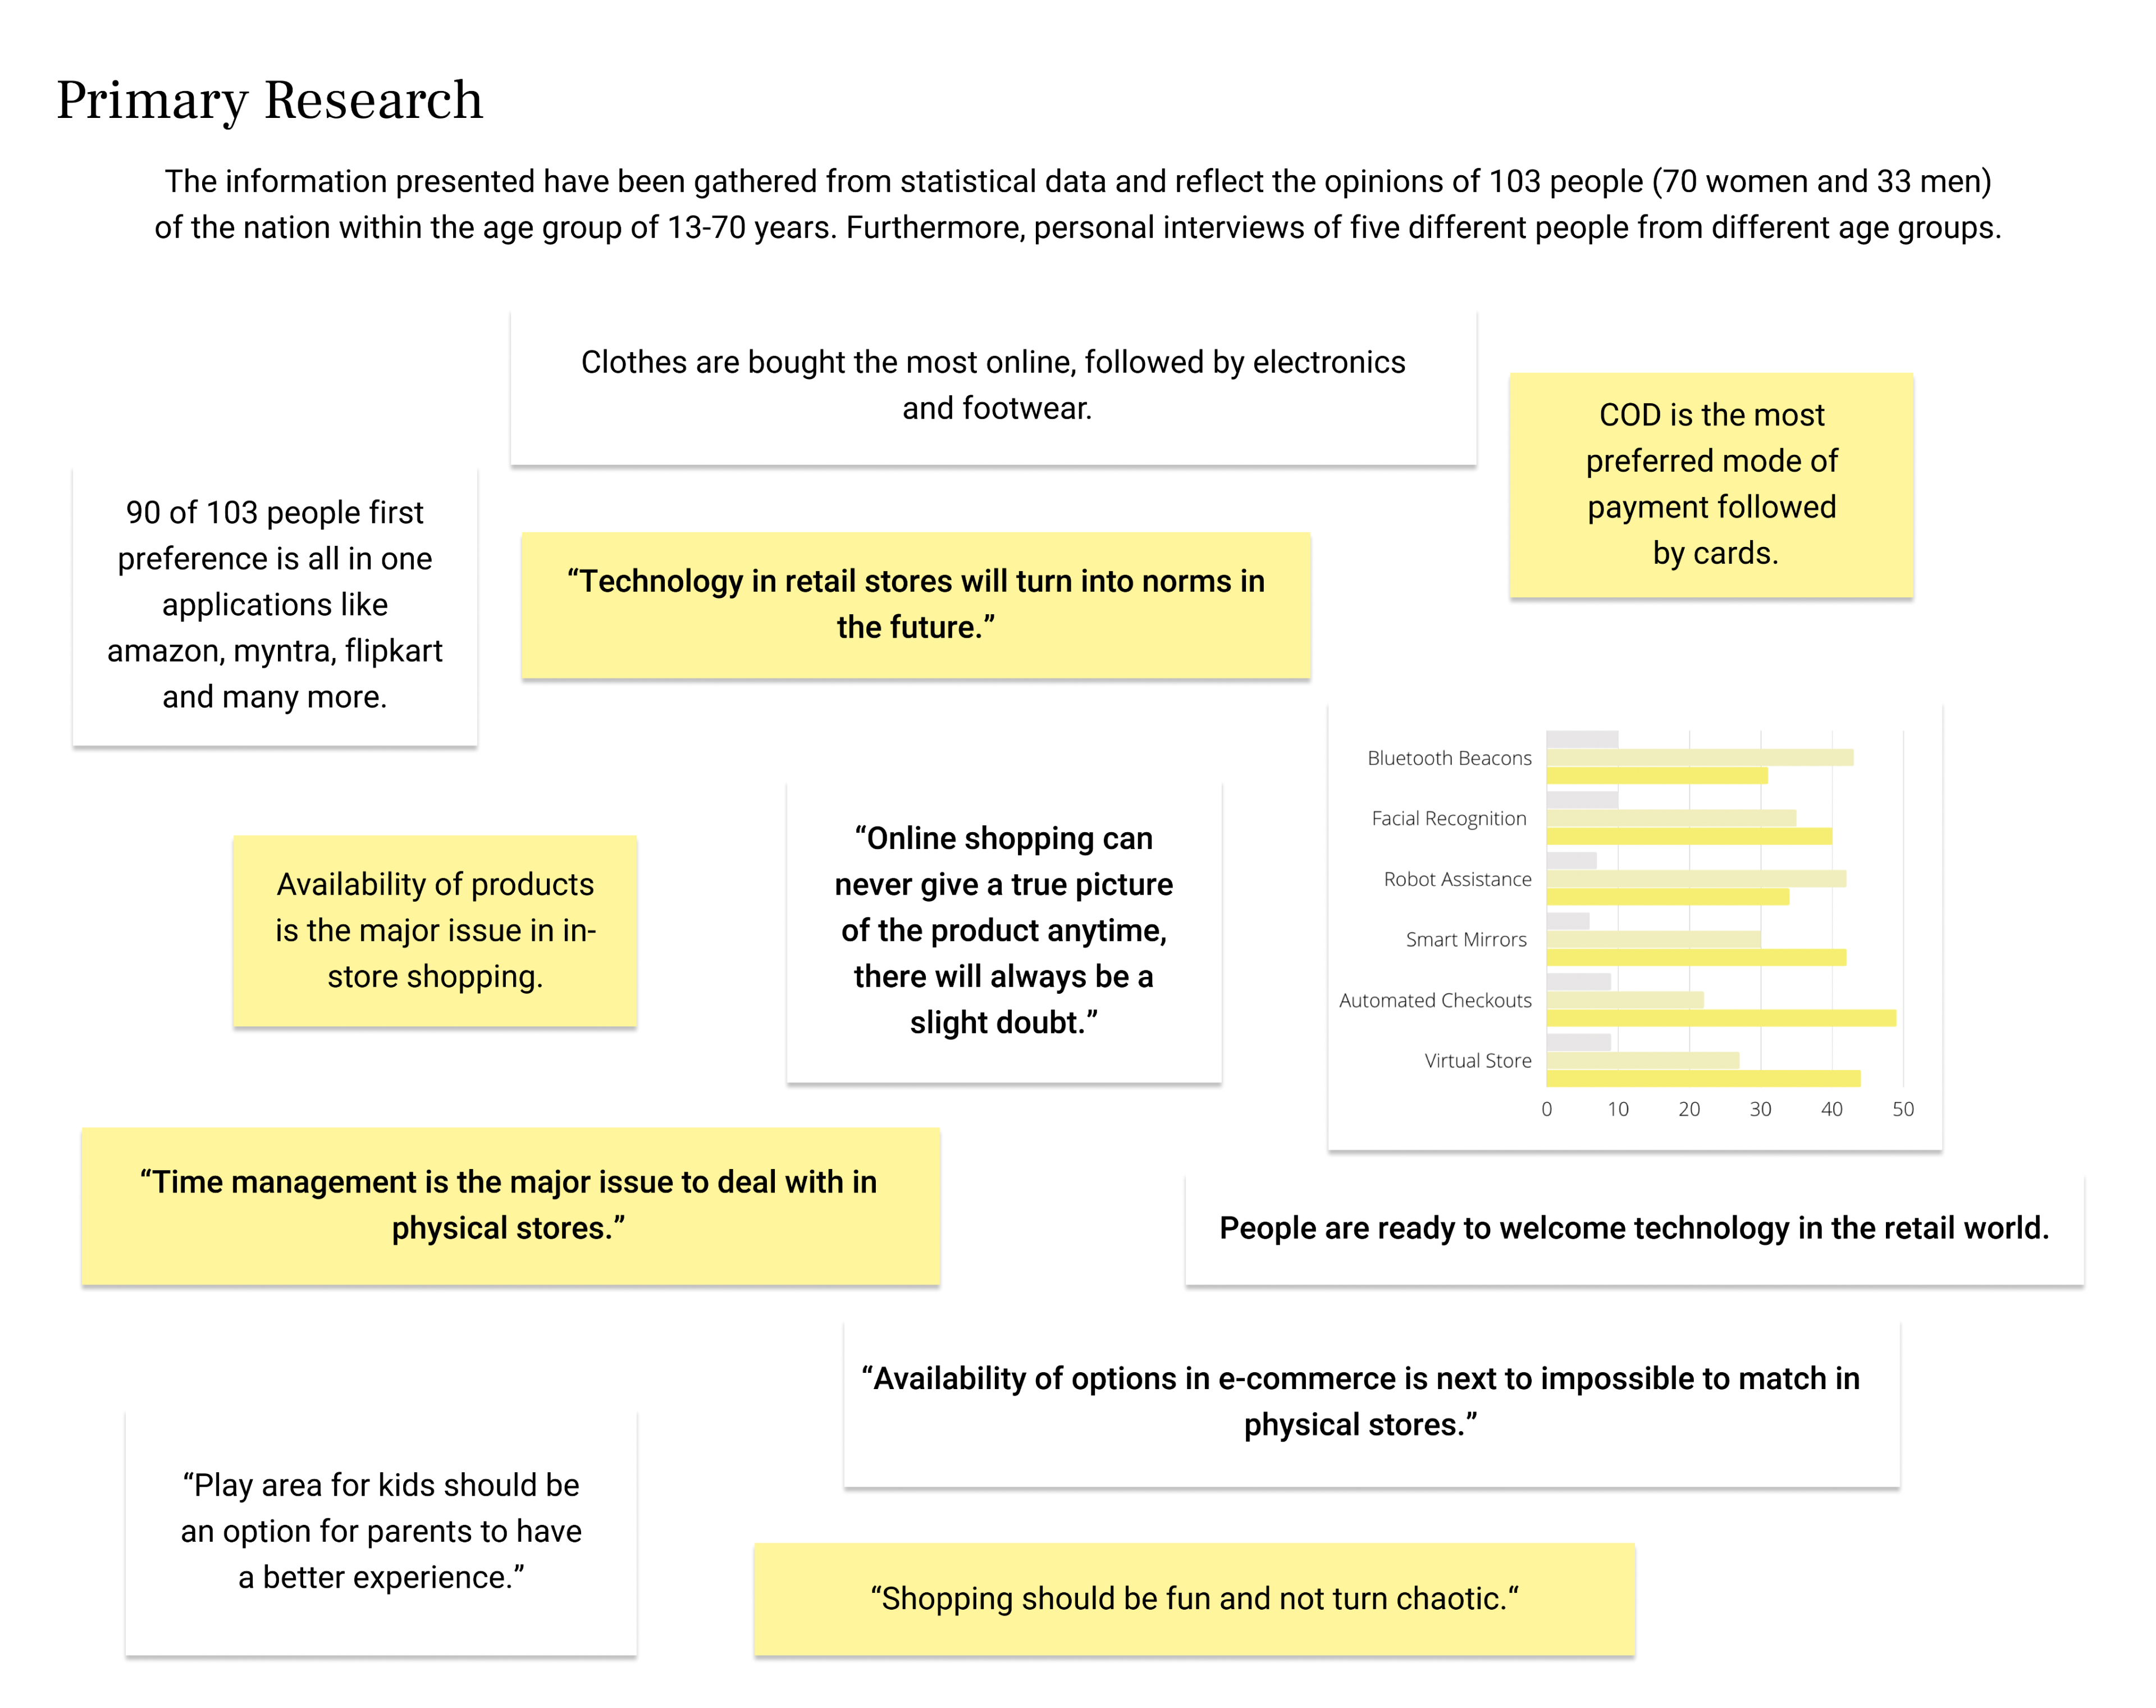 Primary Research
The information presented have been gathered from statistical data and reflect the opinions of 103 people (70 women and 33 men)
of the nation within the age group of 13-70 years. Furthermore, personal interviews of five different people from different age groups.
Clothes are bought the most online, followed by electronics
and footwear.
COD is the most
preferred mode of
payment followed
by cards.
90 of 103 people first
preference is all in one
applications like
amazon, myntra, flipkart
and many more.
“Technology in retail stores will turn into norms in
the future.”
Bluetooth Beacons
Facial Recognition
Robot Assistance
Smart Mirrors
Automated Checkouts
Virtual Store
0 10 20 30 40 50
“Online shopping can
never give a true picture
of the product anytime,
there will always be a
slight doubt.”
Availability of products
is the major issue in in-
store shopping.
“Time management is the major issue to deal with in
physical stores.”
People are ready to welcome technology in the retail world.
“Availability of options in e-commerce is next to impossible to match in
physical stores.”
“Play area for kids should be
an option for parents to have
a better experience.”
“Shopping should be fun and not turn chaotic.“